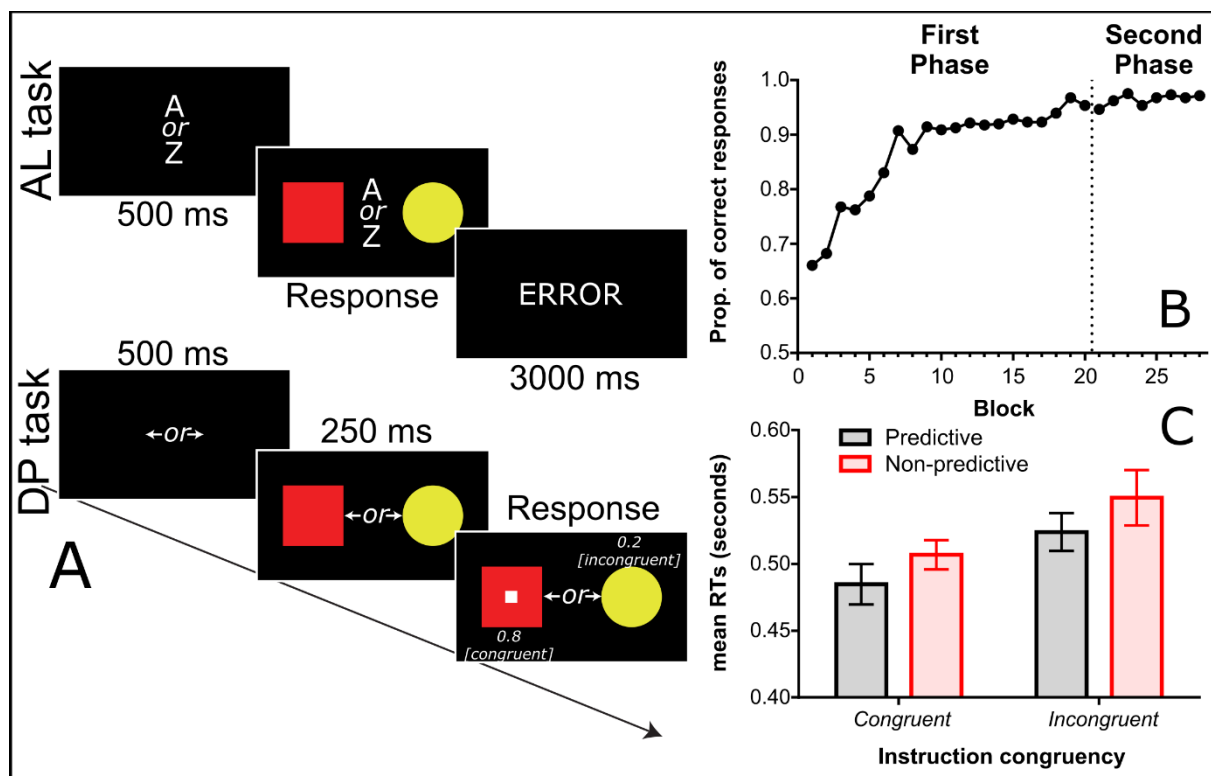 AL task
A
or
Z
500 ms
A
or
Z
Response
ERROR
3000 ms
DP task
500 ms
←or→
250 ms
←or→
Response
0.2
[incongruent]
←or→
0.8
[congruent]
A
First
Phase
Second
Phase
Prop. of correct responses
1.0
0.9
0.8
0.7
0.6
0.5
0 5 10 15 20 25
Block
B
C
Predictive
Non-predictive
mean RTs (seconds)
0.60
0.55
0.50
0.45
0.40
Congruent Incongruent
Instruction congruency